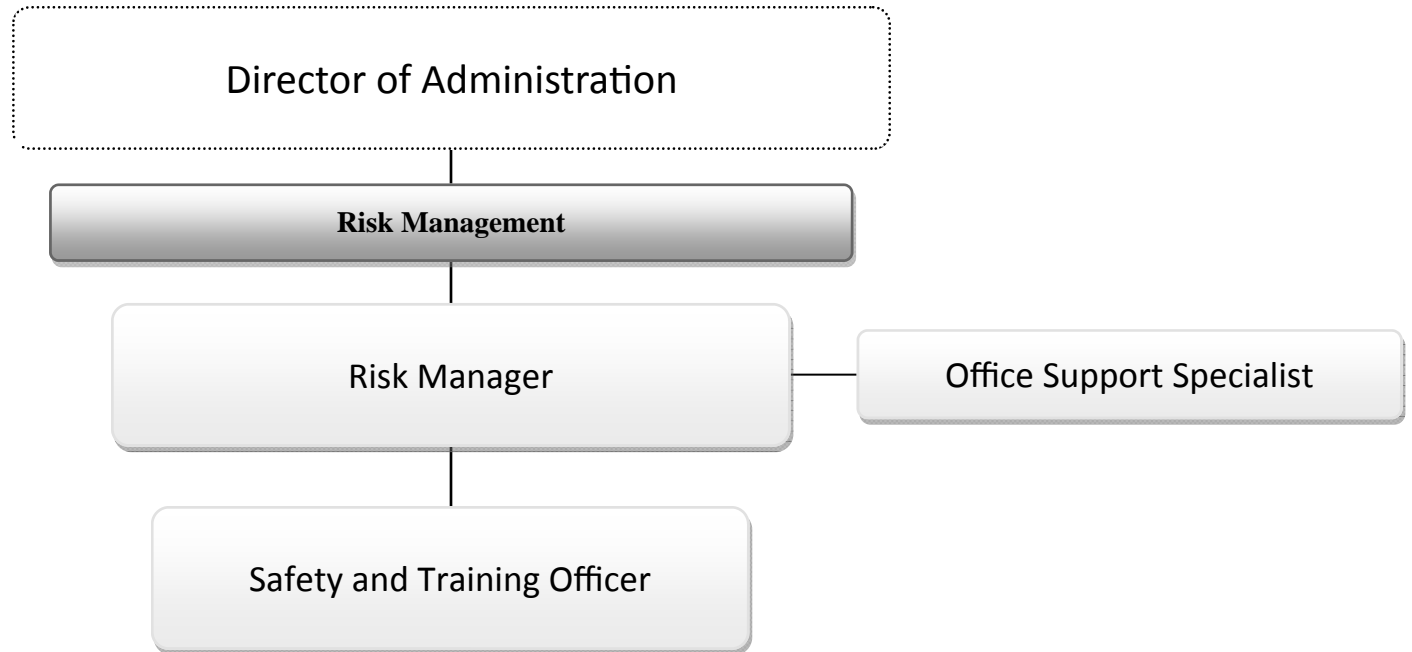 Director of Administration
Risk Management
Risk Manager
Office Support Specialist
Safety and Training Officer